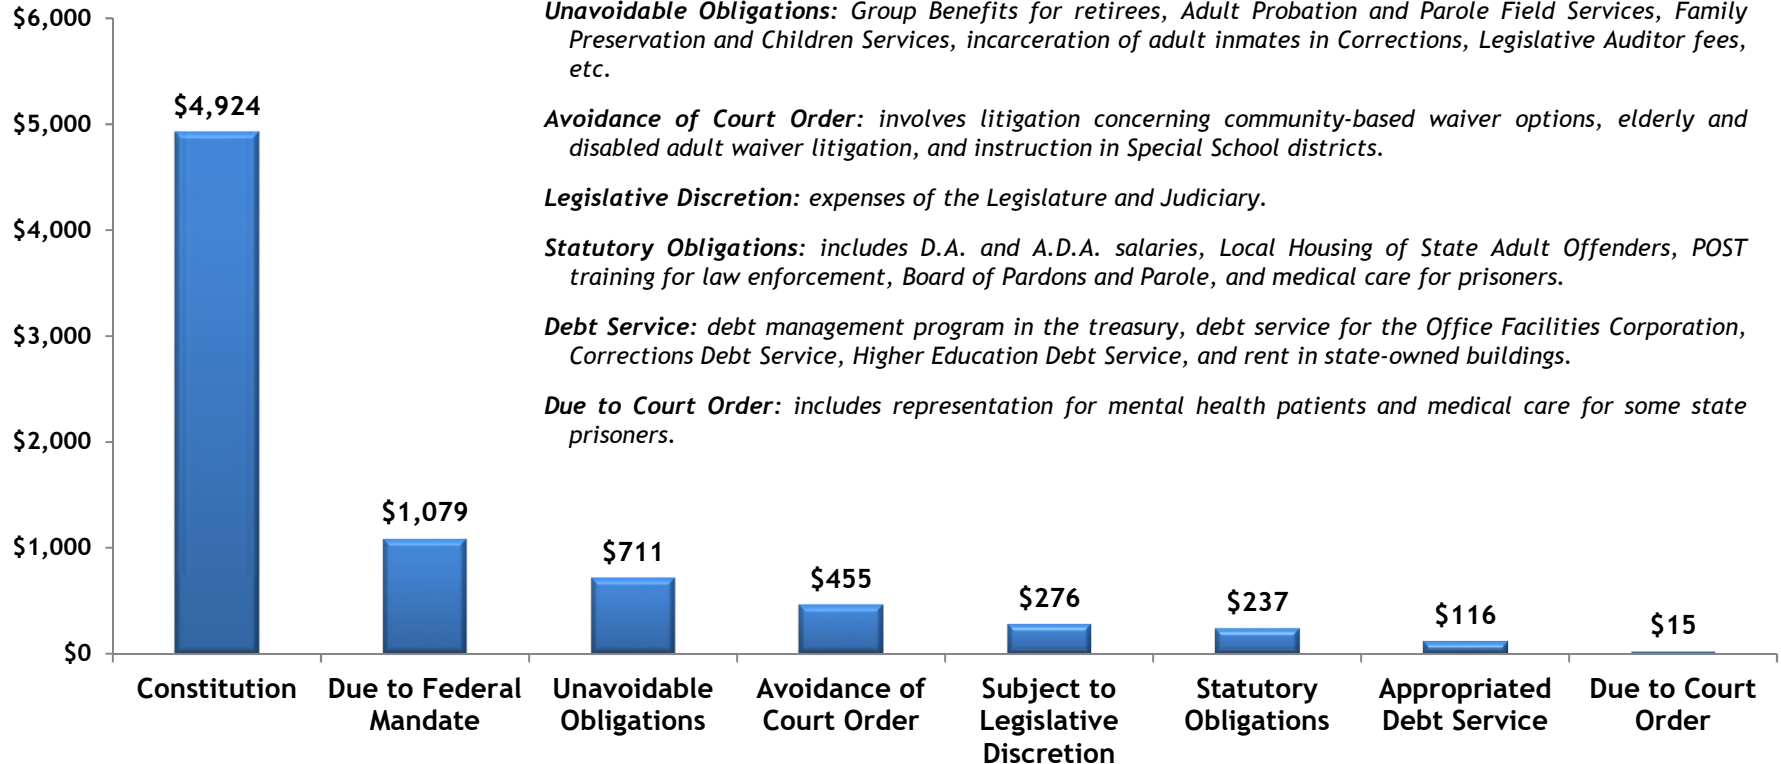 Unavoidable Obligations: Group Benefits for retirees, Adult Probation and Parole Field Services, Family
Preservation and Children Services, incarceration of adult inmates in Corrections, Legislative Auditor fees,
etc.
Avoidance of Court Order: involves litigation concerning community-based waiver options, elderly and
disabled adult waiver litigation, and instruction in Special School districts.
Legislative Discretion: expenses of the Legislature and Judiciary.
Statutory Obligations: includes D.A. and A.D.A. salaries, Local Housing of State Adult Offenders, POST
training for law enforcement, Board of Pardons and Parole, and medical care for prisoners.
Debt Service: debt management program in the treasury, debt service for the Office Facilities Corporation,
Corrections Debt Service, Higher Education Debt Service, and rent in state-owned buildings.
Due to Court Order: includes representation for mental health patients and medical care for some state
prisoners.
$6,000
$5,000
$4,000
$3,000
$2,000
$1,000
$0
$4,924
$1,079
$711
$455
$276
$237
$116
$15
Constitution
Due to Federal
Mandate
Unavoidable
Obligations
Avoidance of
Court Order
Subject to
Legislative
Discretion
Statutory
Obligations
Appropriated
Debt Service
Due to Court
Order